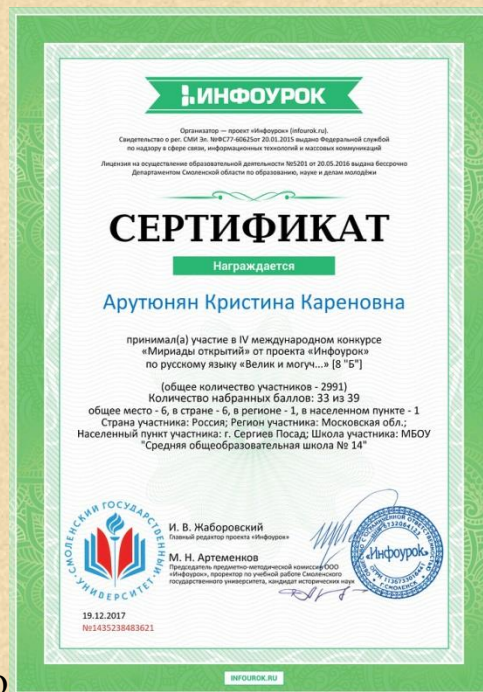 ИНФОУРОК
Организатор — проект «Инфоурок» (infourok.ru).
Свидетельство о рег. СМИ Эл. №ФС77-60625от 20.01.2015 выдано Федеральной службой
по надзору в сфере связи, информационных технологий и массовых коммуникаций
Лицензия на осуществление образовательной деятельности №5201 от 20.05.2016 выдана бессрочно
Департаментом Смоленской области по образованию, науке и делам молодёжи
СЕРТИФИКАТ
Награждается
Арутюнян Кристина Кареновна
принимал(а) участие в IV международном конкурсе
«Мириады открытий» от проекта «Инфоурок»
по русскому языку «Велик и могуч...» [8 "Б"]
(общее количество участников - 2991)
Количество набранных баллов: 33 из 39
общее место - 6, в стране - 6, в регионе - 1, в населенном пункте - 1
Страна участника: Россия; Регион участника: Московская обл.;
Населенный пункт участника: г. Сергиев Посад; Школа участника: МБОУ
"Средняя общеобразовательная школа № 14"
СМОЛЕНСКИЙ ГОСУДАРСТВЕННЫЙ УНИВЕРСИТЕТ
И. В. Жаборовский
Главный редактор проекта «Инфоурок»
М. Н. Артеменков
Председатель предметно-методической комиссии ООО
«Инфоурок», проректор по учебной работе Смоленского
государственного университета, кандидат исторических наук
«Инфоурок»
19.12.2017
№1435238483621
INFOUROK.RU